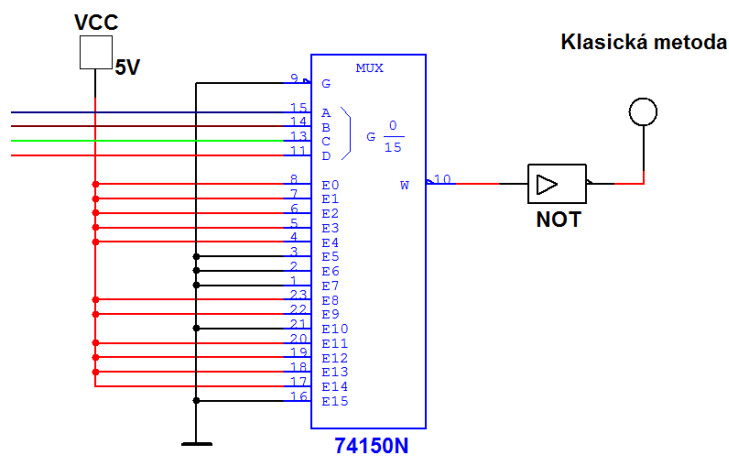 VCC
5V
Klasická metoda
MUX
9 G
15 A
14 B
13 C
11 D
G 0
15
8 E0
7 E1
6 E2
5 E3
4 E4
3 E5
2 E6
1 E7
23 E8
22 E9
21 E10
20 E11
19 E12
18 E13
17 E14
16 E15
W 10
NOT
74150N